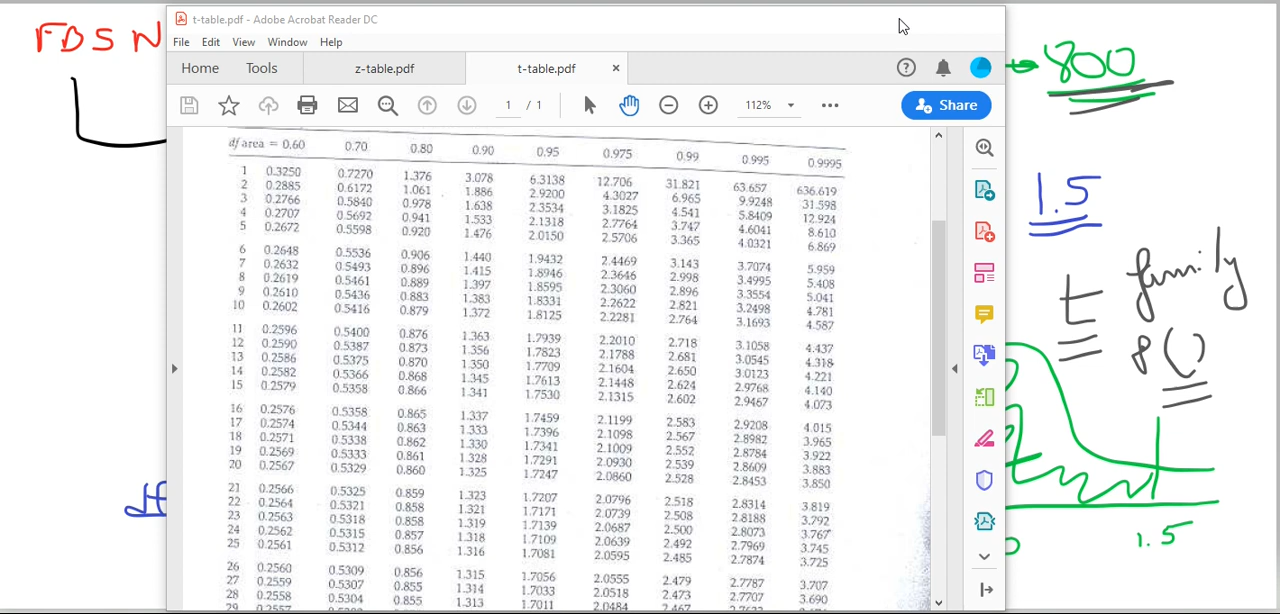 FBS N
t-table.pdf - Adobe Acrobat Reader DC
File Edit View Window Help
Home Tools z-table.pdf t-table.pdf ×
1 / 1 112% Share
df area = 0.60 0.70 0.80 0.90 0.95 0.975 0.99 0.995 0.9995
1 0.3250 0.7270 1.376 3.078 6.3138 12.706 31.821 63.657 636.619
2 0.2885 0.6172 1.061 1.886 2.9200 4.3027 6.965 9.9248 31.598
3 0.2766 0.5840 0.978 1.638 2.3534 3.1825 4.541 5.8409 12.924
4 0.2707 0.5692 0.941 1.533 2.1318 2.7764 3.747 4.6041 8.610
5 0.2672 0.5598 0.920 1.476 2.0150 2.5706 3.365 4.0321 6.869
6 0.2648 0.5536 0.906 1.440 1.9432 2.4469 3.143 3.7074 5.959
7 0.2632 0.5493 0.896 1.415 1.8946 2.3646 2.998 3.4995 5.408
8 0.2619 0.5461 0.889 1.397 1.8595 2.3060 2.896 3.3554 5.041
9 0.2610 0.5436 0.883 1.383 1.8331 2.2622 2.821 3.2498 4.781
10 0.2602 0.5416 0.879 1.372 1.8125 2.2281 2.764 3.1693 4.587
11 0.2596 0.5400 0.876 1.363 1.7939 2.2010 2.718 3.1058 4.437
12 0.2590 0.5387 0.873 1.356 1.7823 2.1788 2.681 3.0545 4.318
13 0.2586 0.5375 0.870 1.350 1.7709 2.1604 2.650 3.0123 4.221
14 0.2582 0.5366 0.868 1.345 1.7613 2.1448 2.624 2.9768 4.140
15 0.2579 0.5358 0.866 1.341 1.7530 2.1315 2.602 2.9467 4.073
16 0.2576 0.5358 0.865 1.337 1.7459 2.1199 2.583 2.9208 4.015
17 0.2574 0.5344 0.863 1.333 1.7396 2.1098 2.567 2.8982 3.965
18 0.2571 0.5338 0.862 1.330 1.7341 2.1009 2.552 2.8784 3.922
19 0.2569 0.5333 0.861 1.328 1.7291 2.0930 2.539 2.8609 3.883
20 0.2567 0.5329 0.860 1.325 1.7247 2.0860 2.528 2.8453 3.850
21 0.2566 0.5325 0.859 1.323 1.7207 2.0796 2.518 2.8314 3.819
22 0.2564 0.5321 0.858 1.321 1.7171 2.0739 2.508 2.8188 3.792
23 0.2563 0.5318 0.858 1.319 1.7139 2.0687 2.500 2.8073 3.767
24 0.2562 0.5315 0.857 1.318 1.7109 2.0639 2.492 2.7969 3.745
25 0.2561 0.5312 0.856 1.316 1.7081 2.0595 2.485 2.7874 3.725
26 0.2560 0.5309 0.856 1.315 1.7056 2.0555 2.479 2.7787 3.707
27 0.2559 0.5307 0.855 1.314 1.7033 2.0518 2.473 2.7707 3.690
28 0.2558 0.5304 0.855 1.313 1.7011 2.0484 2.467
800
1.5
t family
8 ( )
1.5